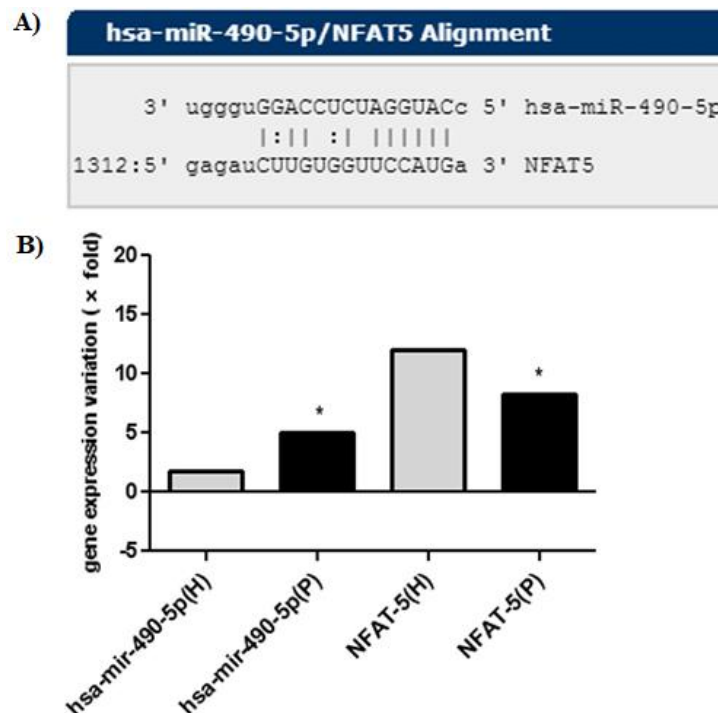 A)
hsa-miR-490-5p/NFAT5 Alignment
3' uggguGGACCUCUAGGUACc 5' hsa-miR-490-5p
|:|| :| ||||||
1312:5' gagauCUUGUGGUUCCAUGa 3' NFAT5
B)
gene expression variation ( × fold)
20
15
10
5
0
-5
*
*
hsa-mir-490-5p(H)
hsa-mir-490-5p(P)
NFAT-5(H)
NFAT-5(P)